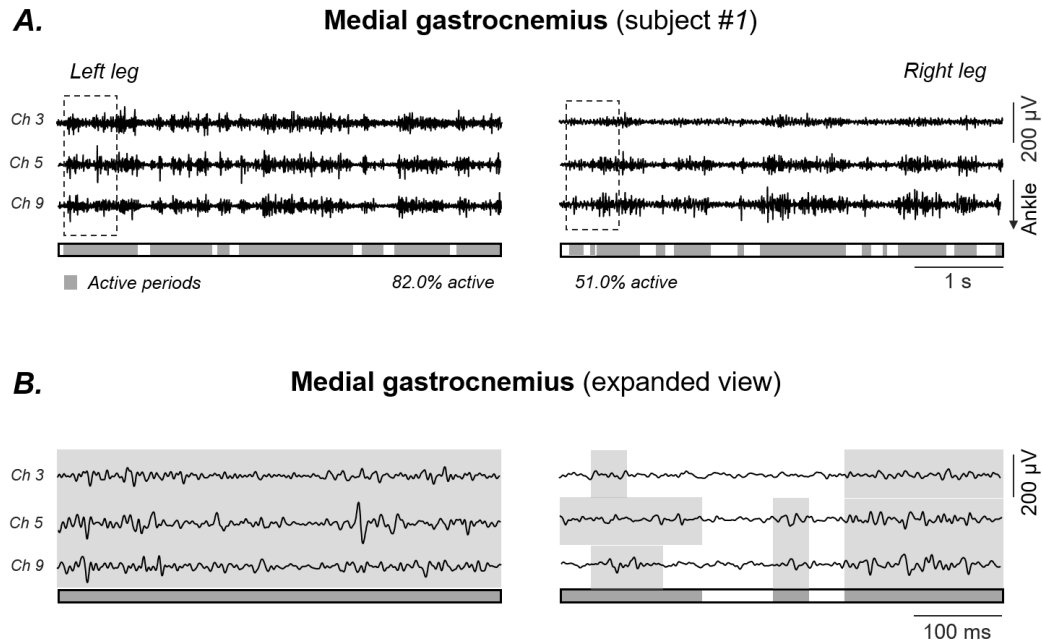 A.
Medial gastrocnemius (subject #1)
Left leg
Right leg
Ch 3
Ch 5
Ch 9
200 µV
Ankle
Active periods
82.0% active
51.0% active
1 s
B.
Medial gastrocnemius (expanded view)
Ch 3
Ch 5
Ch 9
200 µV
100 ms